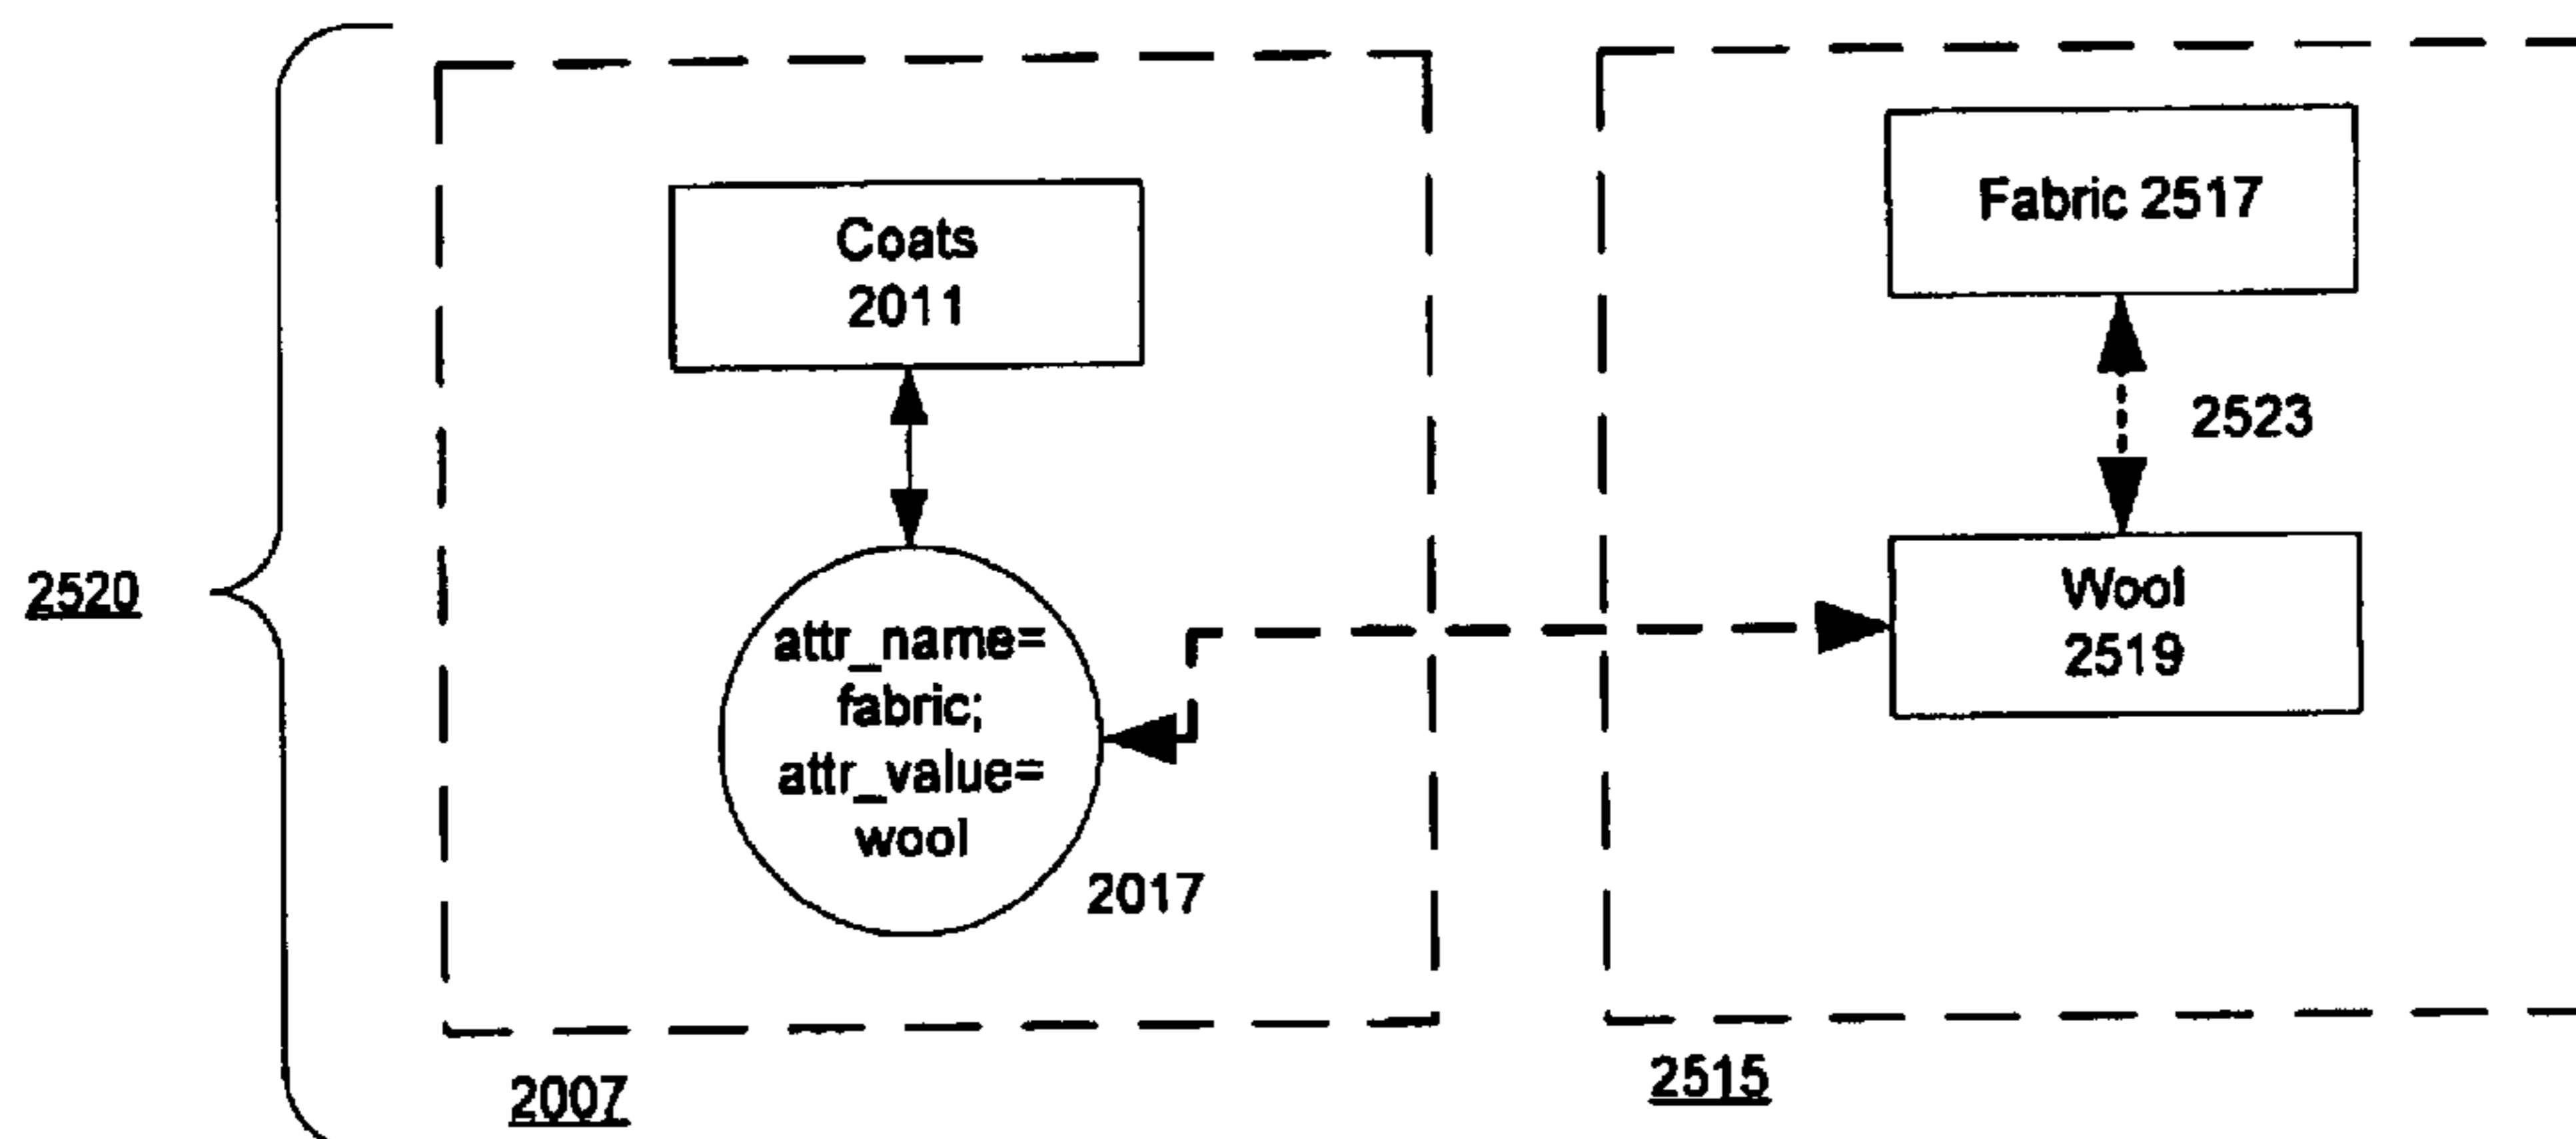 2520
Coats
2011
attr_name=
fabric;
attr_value=
wool
2017
2007
Fabric 2517
2523
Wool
2519
2515